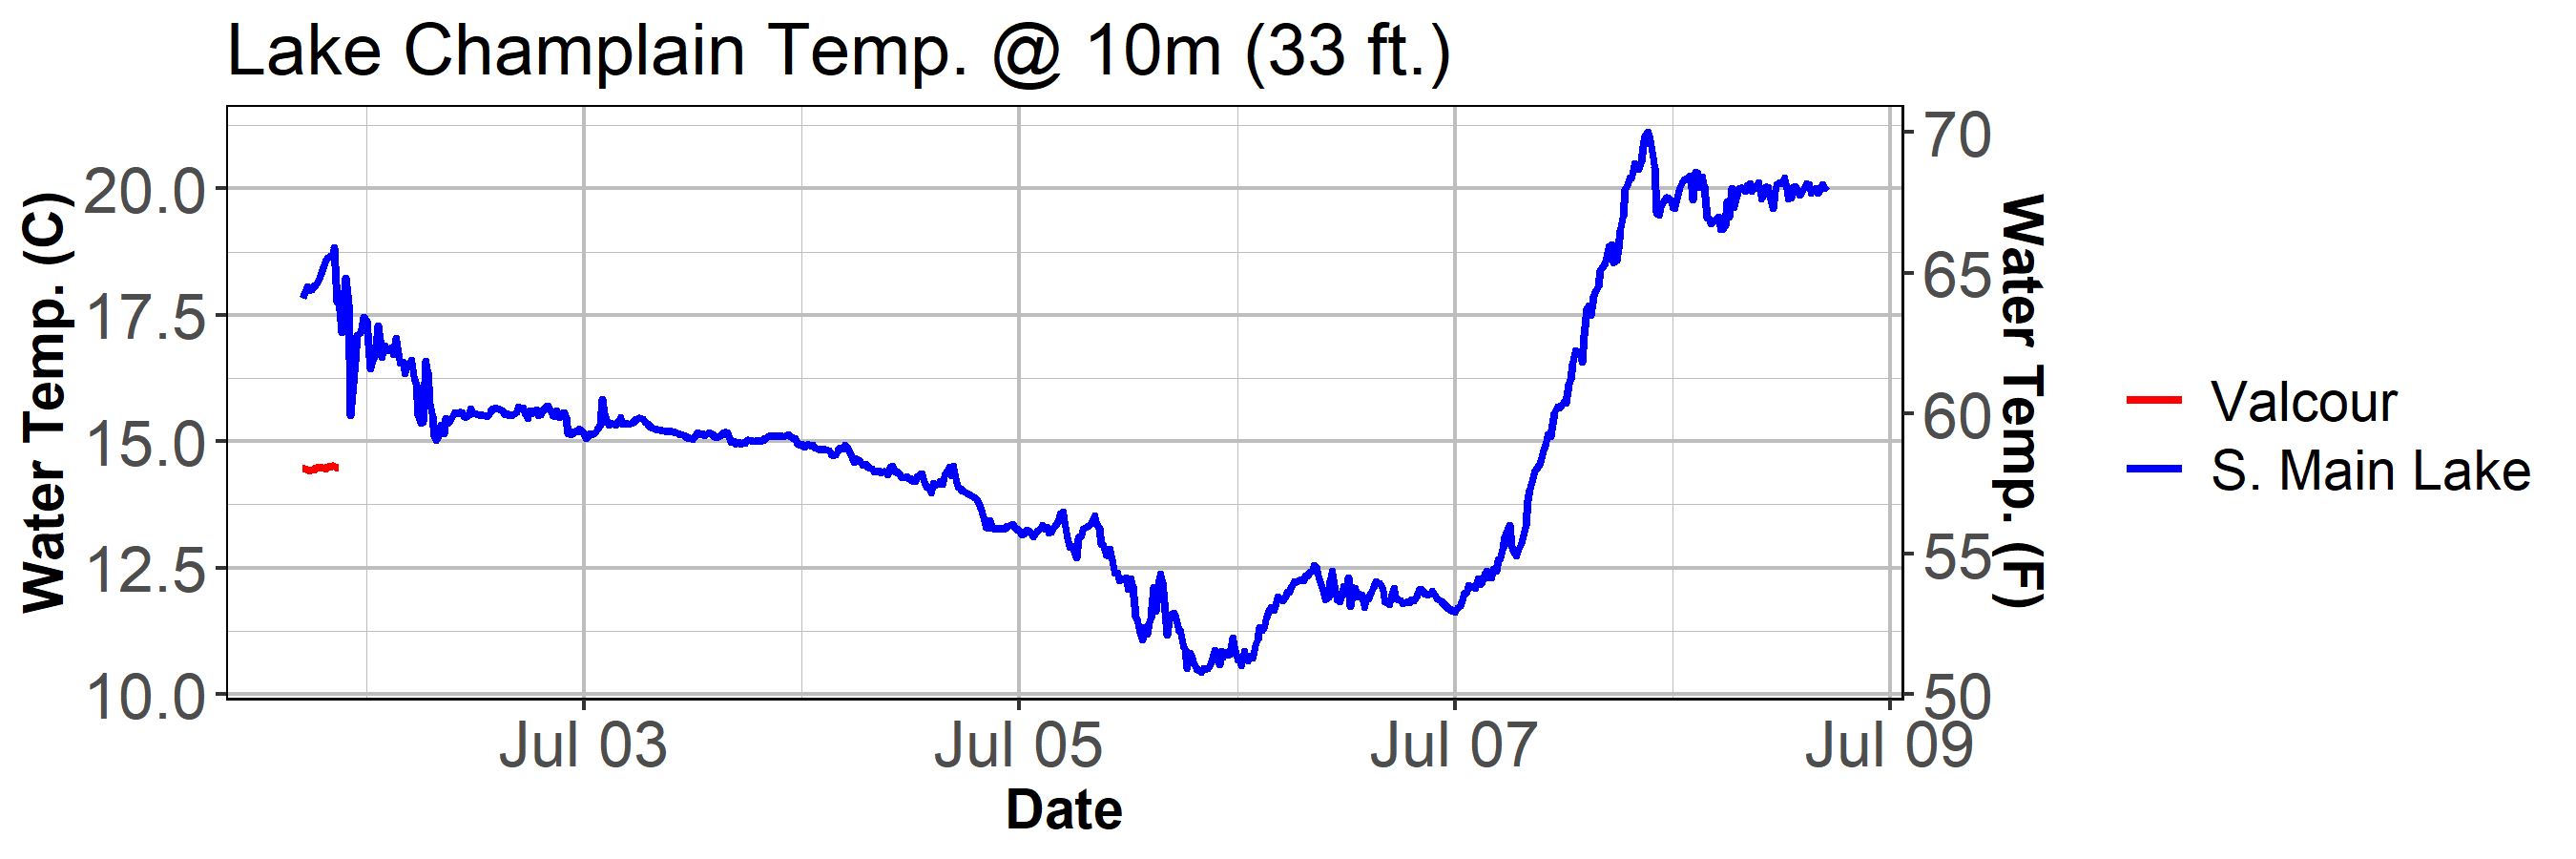 Lake Champlain Temp. @ 10m (33 ft.)
Water Temp. (C)
20.0
17.5
15.0
12.5
10.0
70
65
60
55
50
Water Temp. (F)
Jul 03
Jul 05
Jul 07
Jul 09
Date
Valcour
S. Main Lake